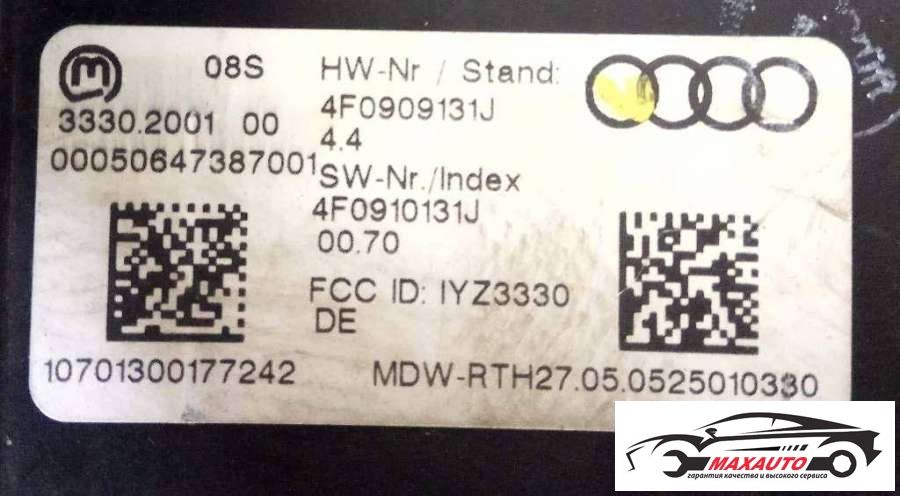 M
08S
3330.2001 00
00050647387001
HW-Nr / Stand:
4F0909131J
4.4
SW-Nr./Index
4F0910131J
00.70
FCC ID: IYZ3330
DE
10701300177242
MDW-RTH27.05.0525010330
MAXAUTO
гарантия качества и высокого сервиса